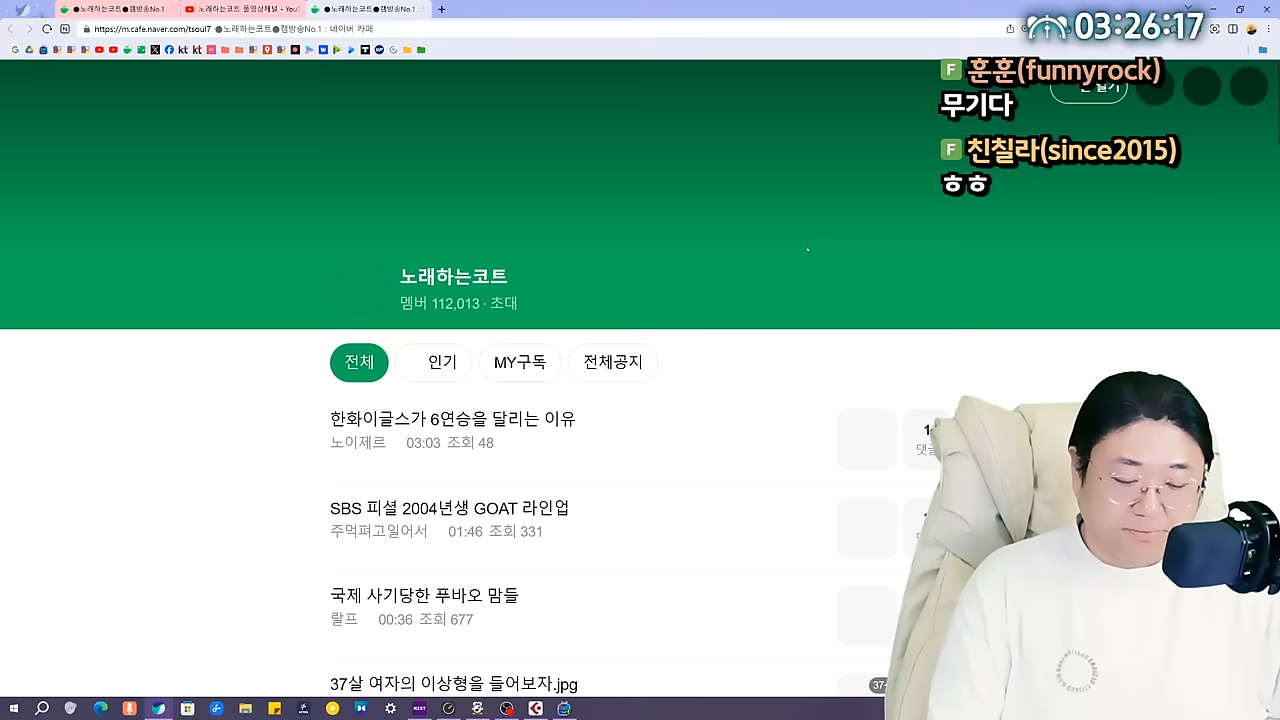 ●노래하는코트●캠방송No.1 :
노래하는코트 풀영상채널 - You
●노래하는코트●캠방송No.1 : 
https://m.cafe.naver.com/tsoul7 ●노래하는코트●캠방송No.1 : 네이버 카페
03:26:17
F 훈훈(funnyrock)
무기다
F 친칠라(since2015)
ㅎㅎ
노래하는코트
멤버 112,013 · 초대
전체
인기
MY구독
전체공지
한화이글스가 6연승을 달리는 이유
노이제르 03:03 조회 48
SBS 피셜 2004년생 GOAT 라인업
주먹펴고일어서 01:46 조회 331
국제 사기당한 푸바오 맘들
랄프 00:36 조회 677
37살 여자의 이상형을 들어보자.jpg